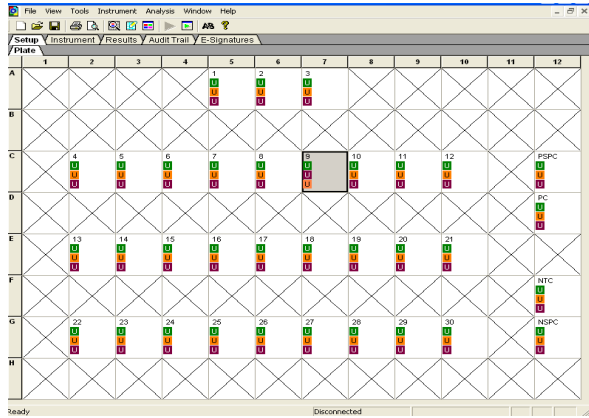 File View Tools Instrument Analysis Window Help
AB ?
Setup Instrument Results Audit Trail E-Signatures
Plate
1 2 3 4 5 6 7 8 9 10 11 12
A 1 2 3
U U U
U U U
U U U
B
C 4 5 6 7 8 9 10 11 12 PSPC
U U U U U U U U U U
U U U U U U U U U U
U U U U U U U U U U
D PC
U
U
U
E 13 14 15 16 17 18 19 20 21
U U U U U U U U U
U U U U U U U U U
U U U U U U U U U
F NTC
U
U
U
G 22 23 24 25 26 27 28 29 30 NSPC
U U U U U U U U U U
U U U U U U U U U U
U U U U U U U U U U
H
Ready Disconnected